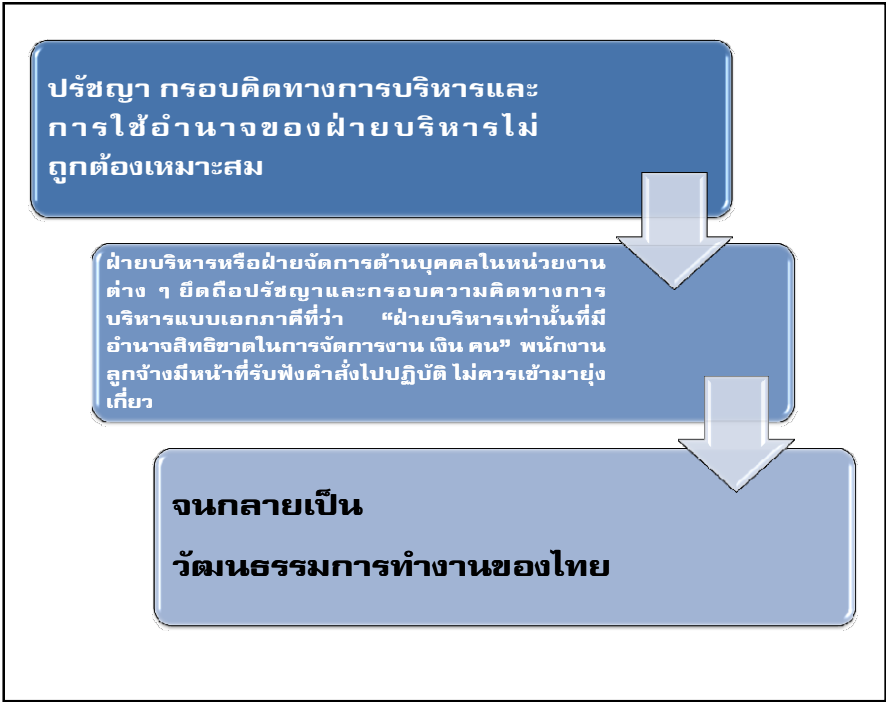 ปรัชญา กรอบคิดทางการบริหารและ
การใช้อำนาจของฝ่ายบริหารไม่
ถูกต้องเหมาะสม
ฝ่ายบริหารหรือฝ่ายจัดการด้านบุคคลในหน่วยงาน
ต่าง ๆ ยึดถือปรัชญาและกรอบความคิดทางการ
บริหารแบบเอกภาคีที่ว่า “ฝ่ายบริหารเท่านั้นที่มี
อำนาจสิทธิขาดในการจัดการงาน เงิน คน” พนักงาน
ลูกจ้างมีหน้าที่รับฟังคำสั่งไปปฏิบัติ ไม่ควรเข้ามายุ่ง
เกี่ยว
จนกลายเป็น
วัฒนธรรมการทำงานของไทย